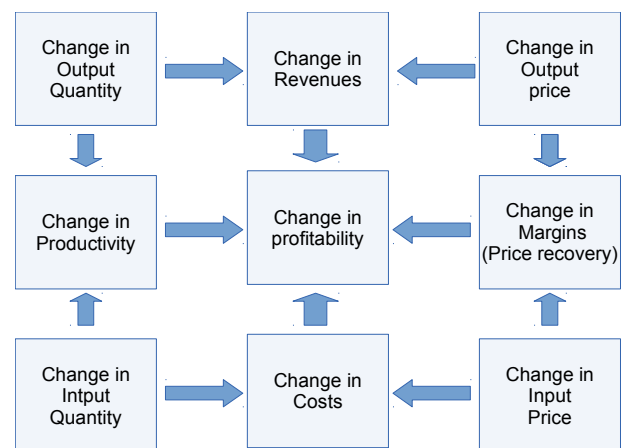 Change in
Output
Quantity
Change in
Revenues
Change in
Output
price
Change in
Productivity
Change in
profitability
Change in
Margins
(Price recovery)
Change in
Intput
Quantity
Change in
Costs
Change in
Input
Price